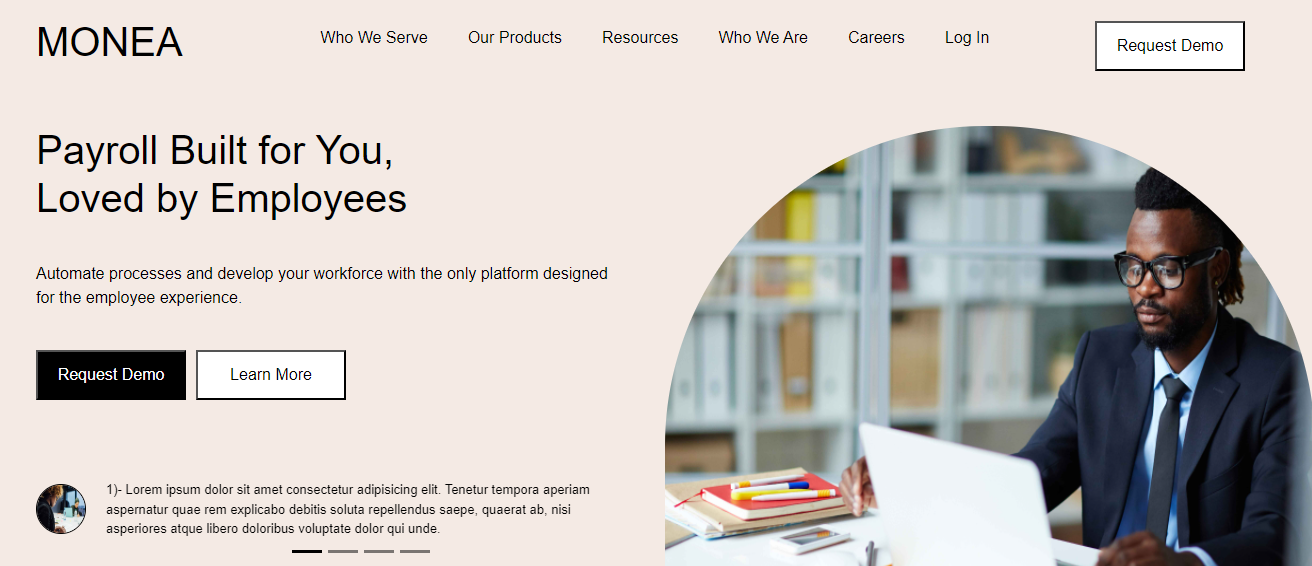 MONEA
Who We Serve
Our Products
Resources
Who We Are
Careers
Log In
Request Demo
Payroll Built for You,
Loved by Employees
Automate processes and develop your workforce with the only platform designed
for the employee experience.
Request Demo
Learn More
1)- Lorem ipsum dolor sit amet consectetur adipisicing elit. Tenetur tempora aperiam
aspernatur quae rem explicabo debitis soluta repellendus saepe, quaerat ab, nisi
asperiores atque libero doloribus voluptate dolor qui unde.